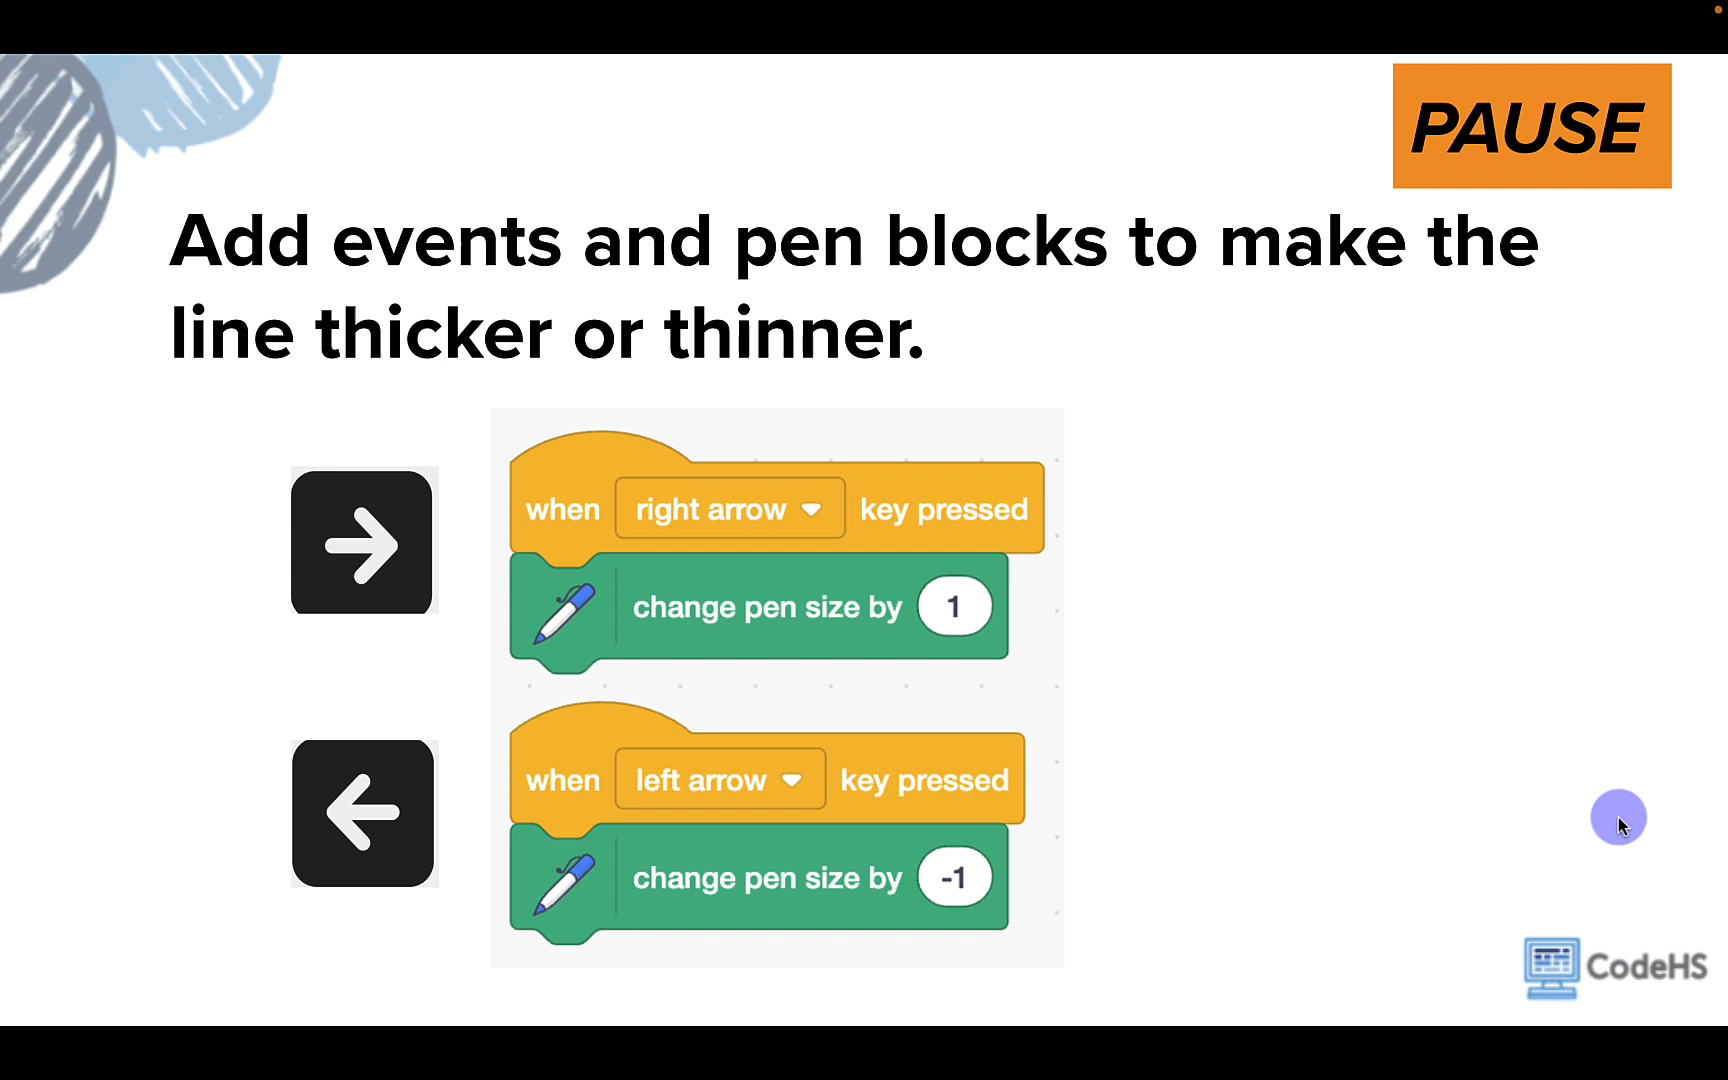 PAUSE
Add events and pen blocks to make the
line thicker or thinner.
when right arrow key pressed
change pen size by 1
when left arrow key pressed
change pen size by -1
CodeHS